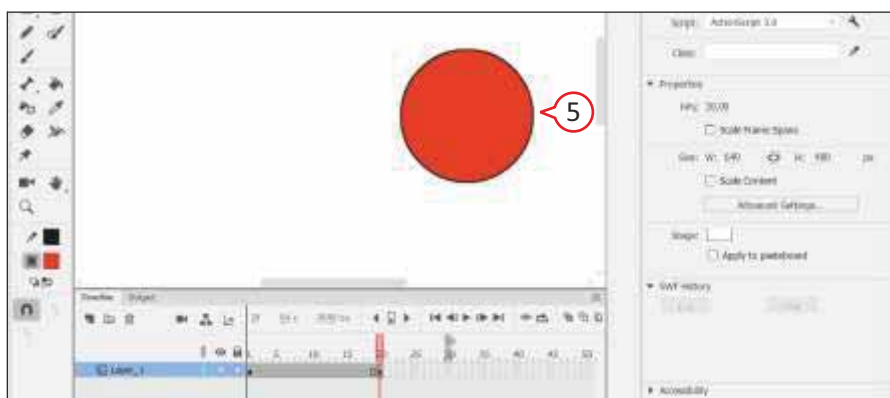 Script: ActionScript 3.0
Class:
Properties
FPS: 30.00
Scale Frame Spans
Size: W: 640 H: 480 px
Scale Content
Advanced Settings...
Stage:
Apply to pasteboard
SWF History
Accessibility
5
Timeline Output
5 10 15 25 30 35 40 45 50
Layer_1